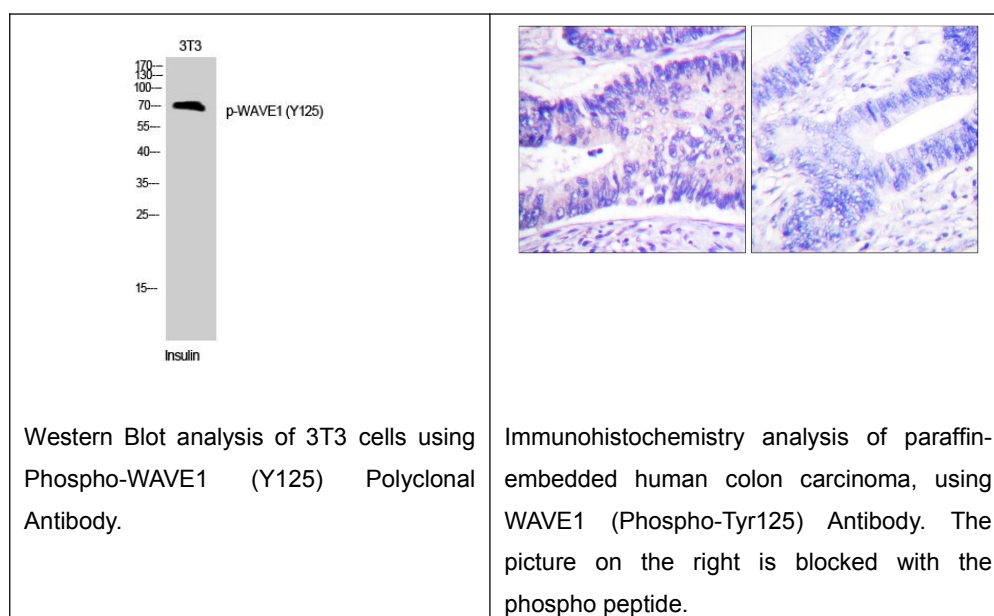 3T3
170—
130—
100—
70—
55—
40—
35—
25—
15—
p-WAVE1 (Y125)
Insulin
Western Blot analysis of 3T3 cells using
Phospho-WAVE1 (Y125) Polyclonal
Antibody.
Immunohistochemistry analysis of paraffin-
embedded human colon carcinoma, using
WAVE1 (Phospho-Tyr125) Antibody. The
picture on the right is blocked with the
phospho peptide.